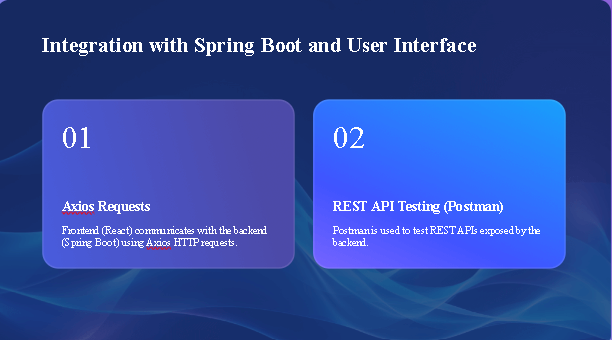 Integration with Spring Boot and User Interface
01
Axios Requests
Frontend (React) communicates with the backend
(Spring Boot) using Axios HTTP requests.
02
REST API Testing (Postman)
Postman is used to test REST APIs exposed by the
backend.